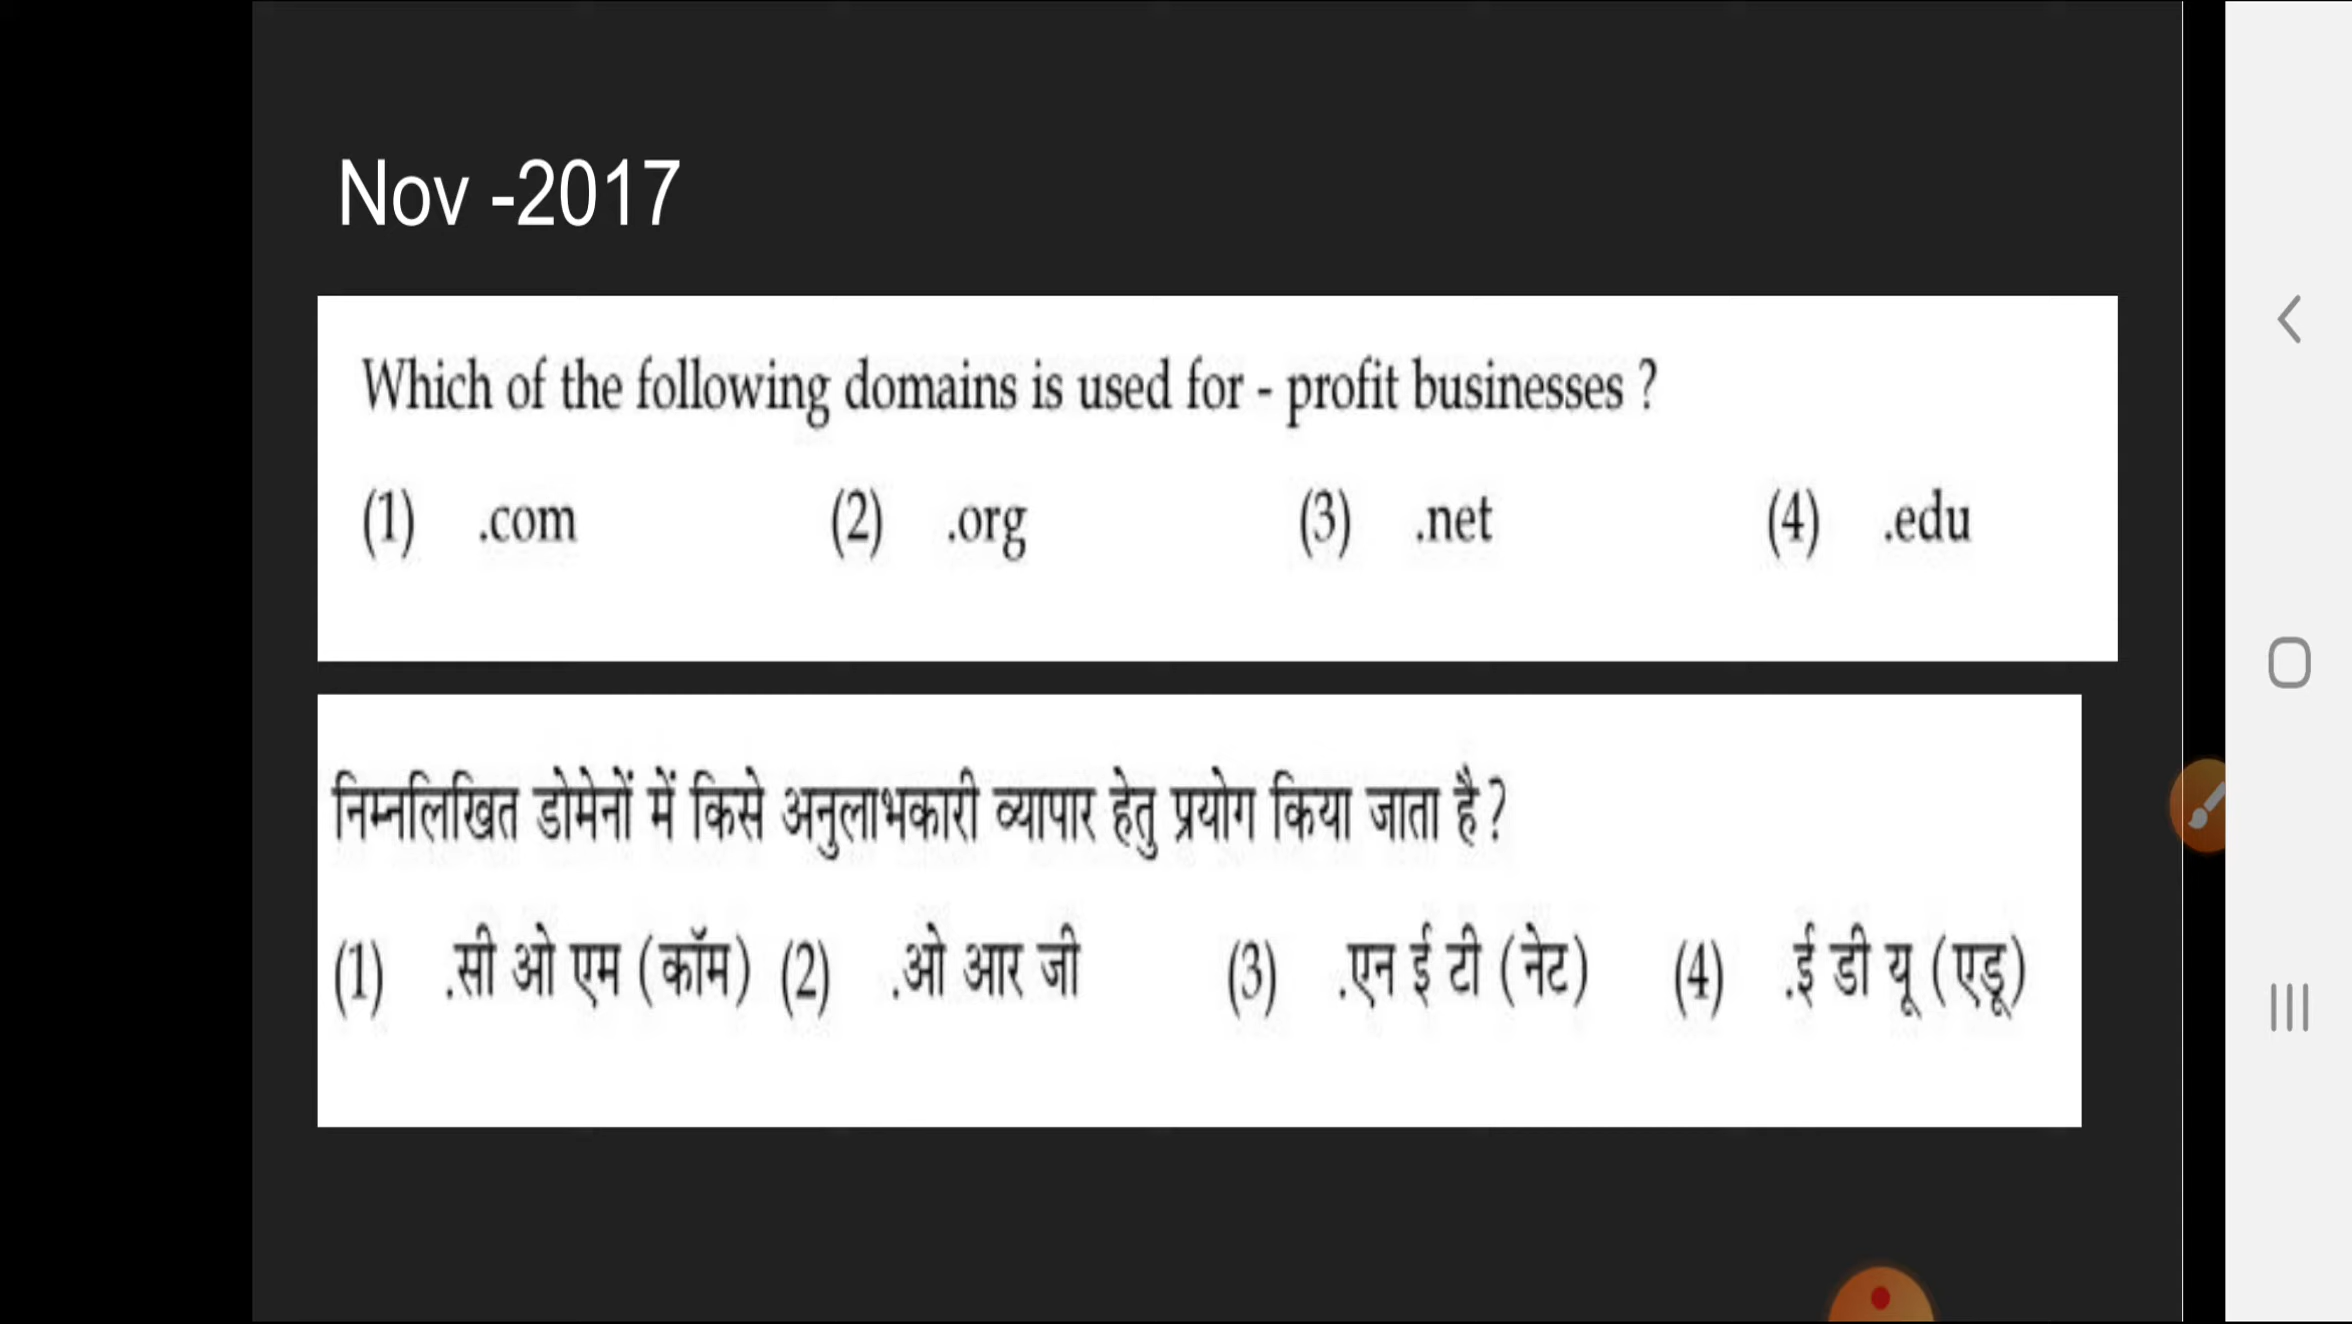 Nov -2017
Which of the following domains is used for - profit businesses ?
(1) .com (2) .org (3) .net (4) .edu
निम्नलिखित डोमेनों में किसे अनुलाभकारी व्यापार हेतु प्रयोग किया जाता है ?
(1) .सी ओ एम (कॉम) (2) .ओ आर जी (3) .एन ई टी (नेट) (4) .ई डी यू (एडू)